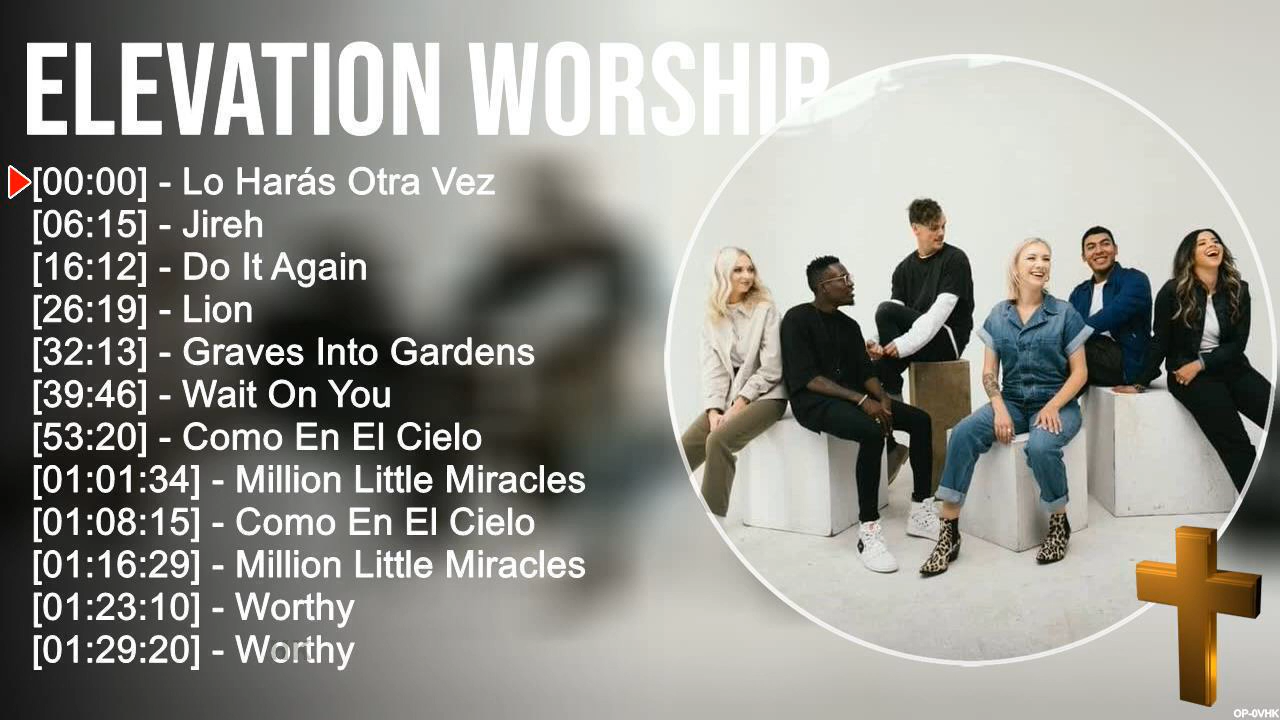 ELEVATION WORSHIP
[00:00] - Lo Harás Otra Vez
[06:15] - Jireh
[16:12] - Do It Again
[26:19] - Lion
[32:13] - Graves Into Gardens
[39:46] - Wait On You
[53:20] - Como En El Cielo
[01:01:34] - Million Little Miracles
[01:08:15] - Como En El Cielo
[01:16:29] - Million Little Miracles
[01:23:10] - Worthy
[01:29:20] - Worthy
OP-0VHK